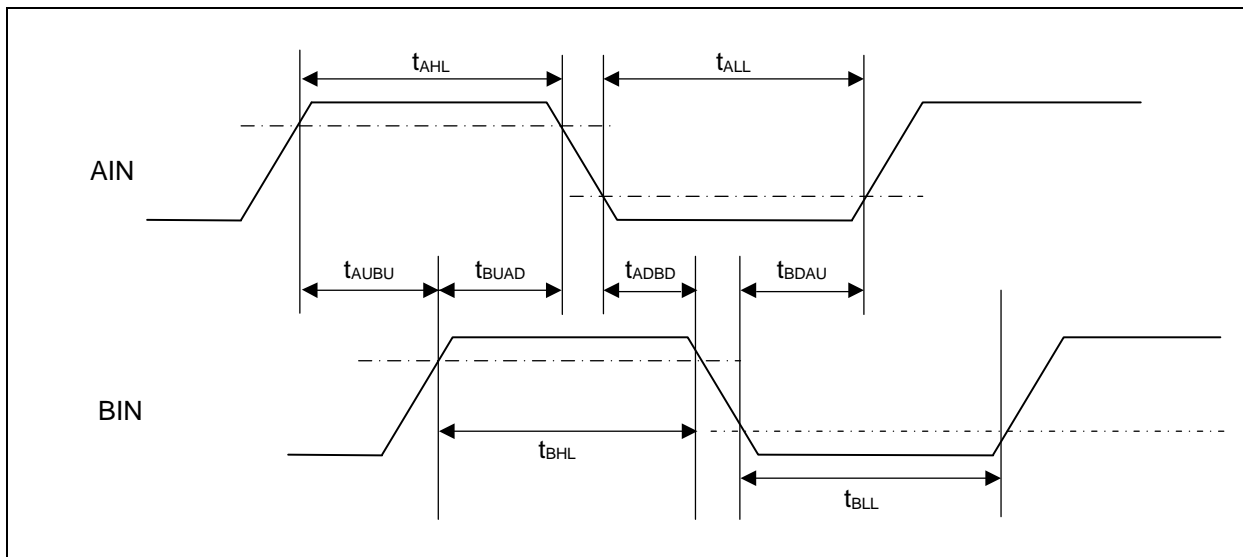 tAHL tALL
AIN
tAUBU tBUAD tADBD tBDAU
BIN
tBHL
tBLL